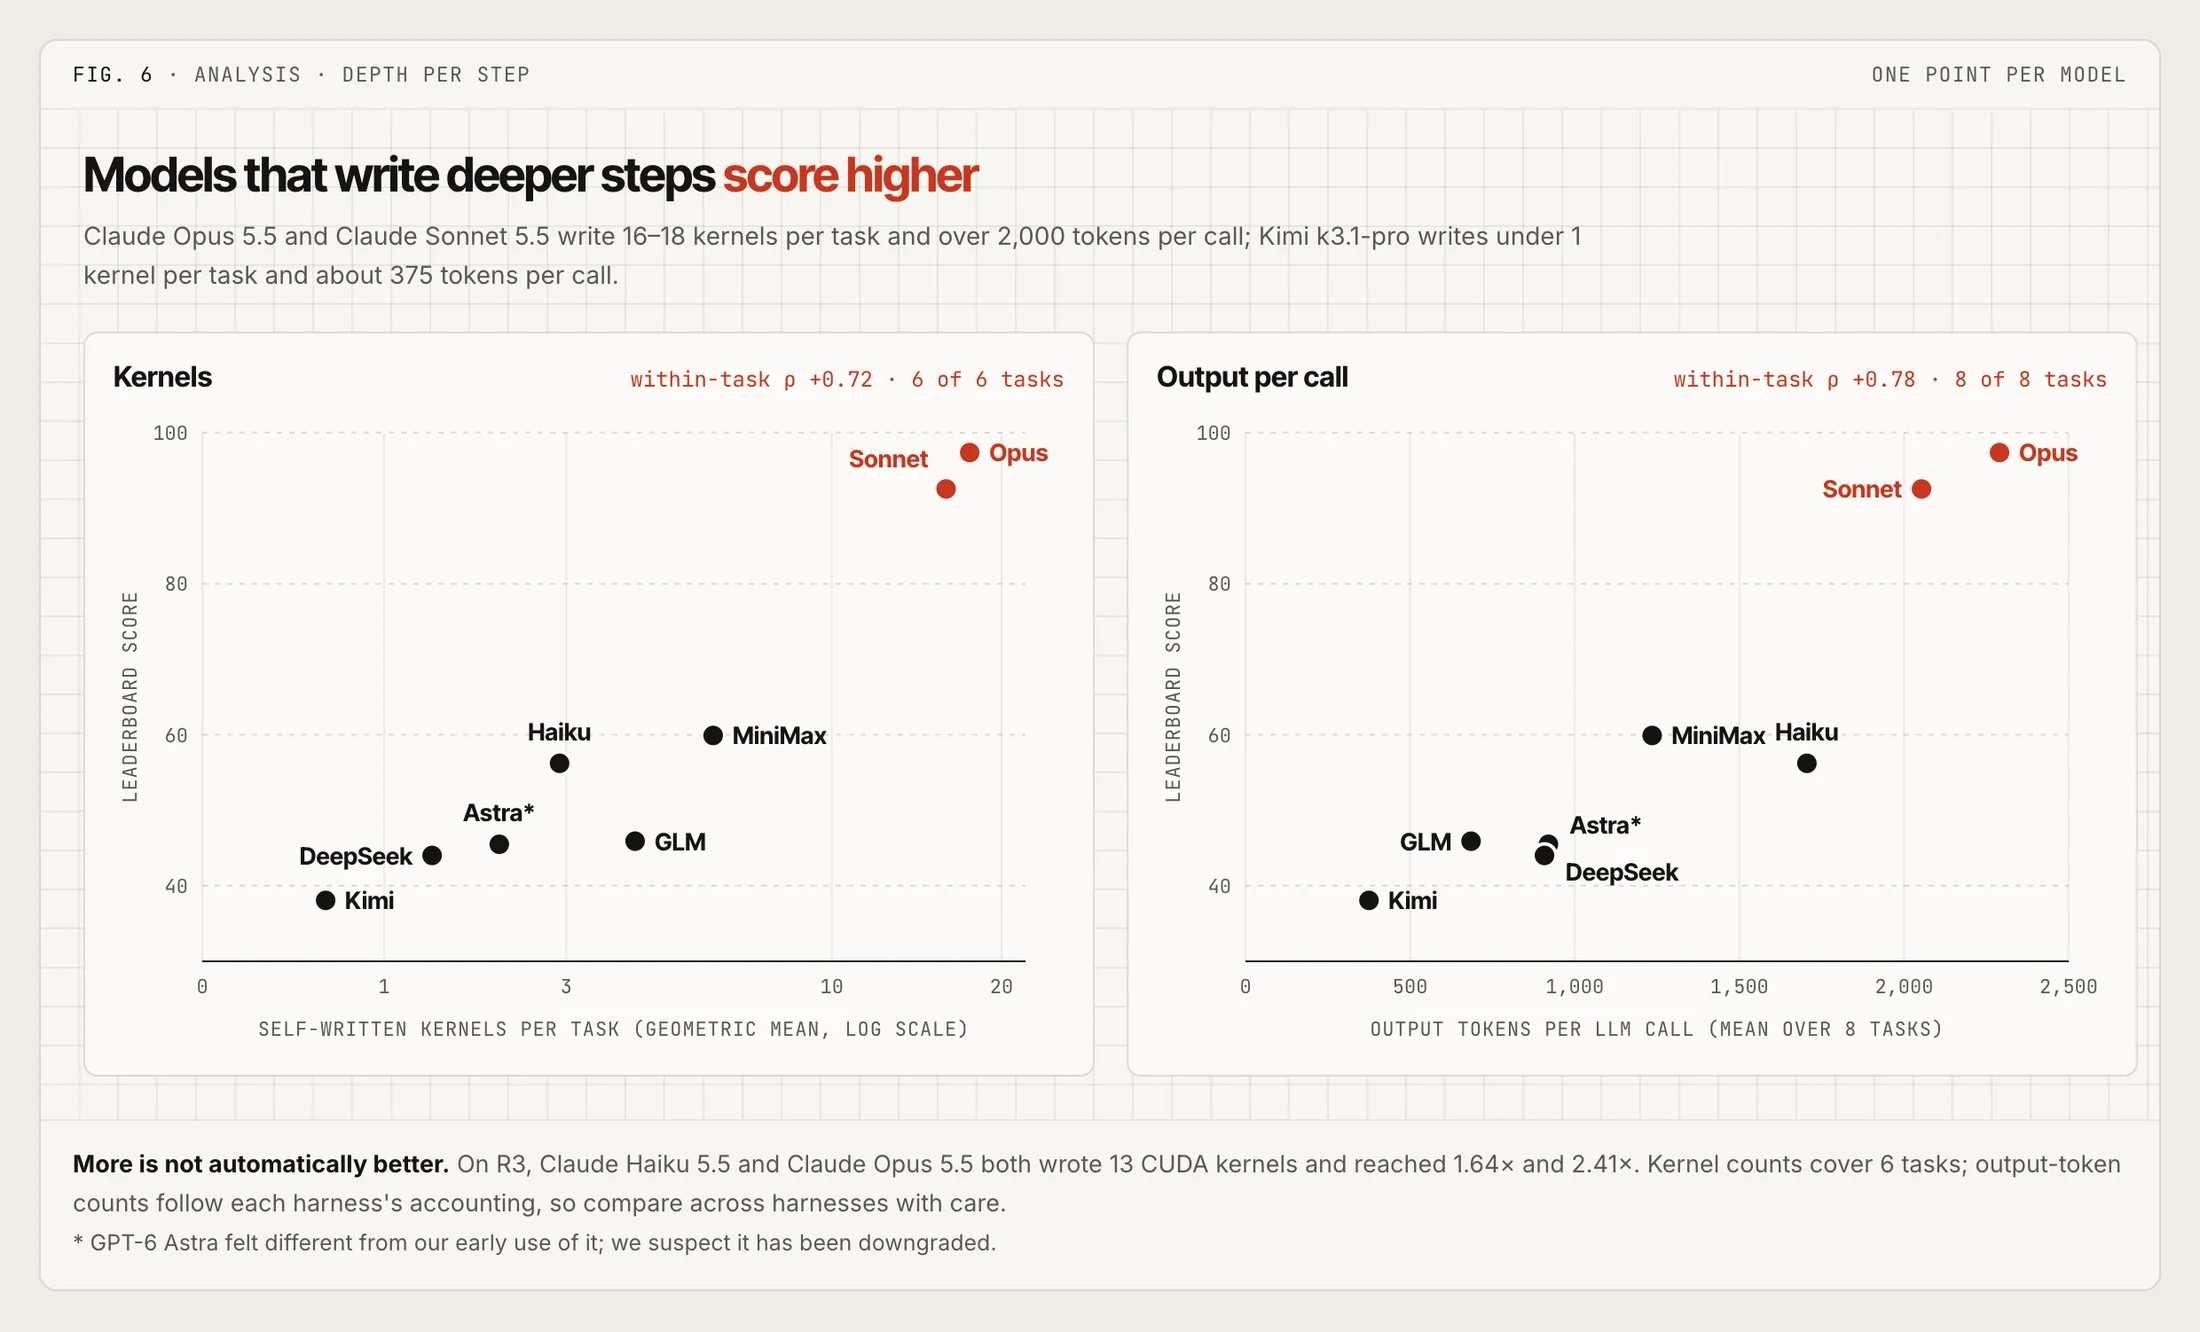 FIG. 6 · ANALYSIS · DEPTH PER STEP
ONE POINT PER MODEL
Models that write deeper steps score higher
Claude Opus 5.5 and Claude Sonnet 5.5 write 16–18 kernels per task and over 2,000 tokens per call; Kimi k3.1-pro writes under 1
kernel per task and about 375 tokens per call.
Kernels
within-task ρ +0.72 · 6 of 6 tasks
LEADERBOARD SCORE
100
80
60
40
Sonnet
Opus
Haiku
MiniMax
Astra*
DeepSeek
GLM
Kimi
0 1 3 10 20
SELF-WRITTEN KERNELS PER TASK (GEOMETRIC MEAN, LOG SCALE)
Output per call
within-task ρ +0.78 · 8 of 8 tasks
LEADERBOARD SCORE
100
80
60
40
Opus
Sonnet
MiniMax
Haiku
Astra*
GLM
DeepSeek
Kimi
0 500 1,000 1,500 2,000 2,500
OUTPUT TOKENS PER LLM CALL (MEAN OVER 8 TASKS)
More is not automatically better. On R3, Claude Haiku 5.5 and Claude Opus 5.5 both wrote 13 CUDA kernels and reached 1.64× and 2.41×. Kernel counts cover 6 tasks; output-token
counts follow each harness's accounting, so compare across harnesses with care.
* GPT-6 Astra felt different from our early use of it; we suspect it has been downgraded.